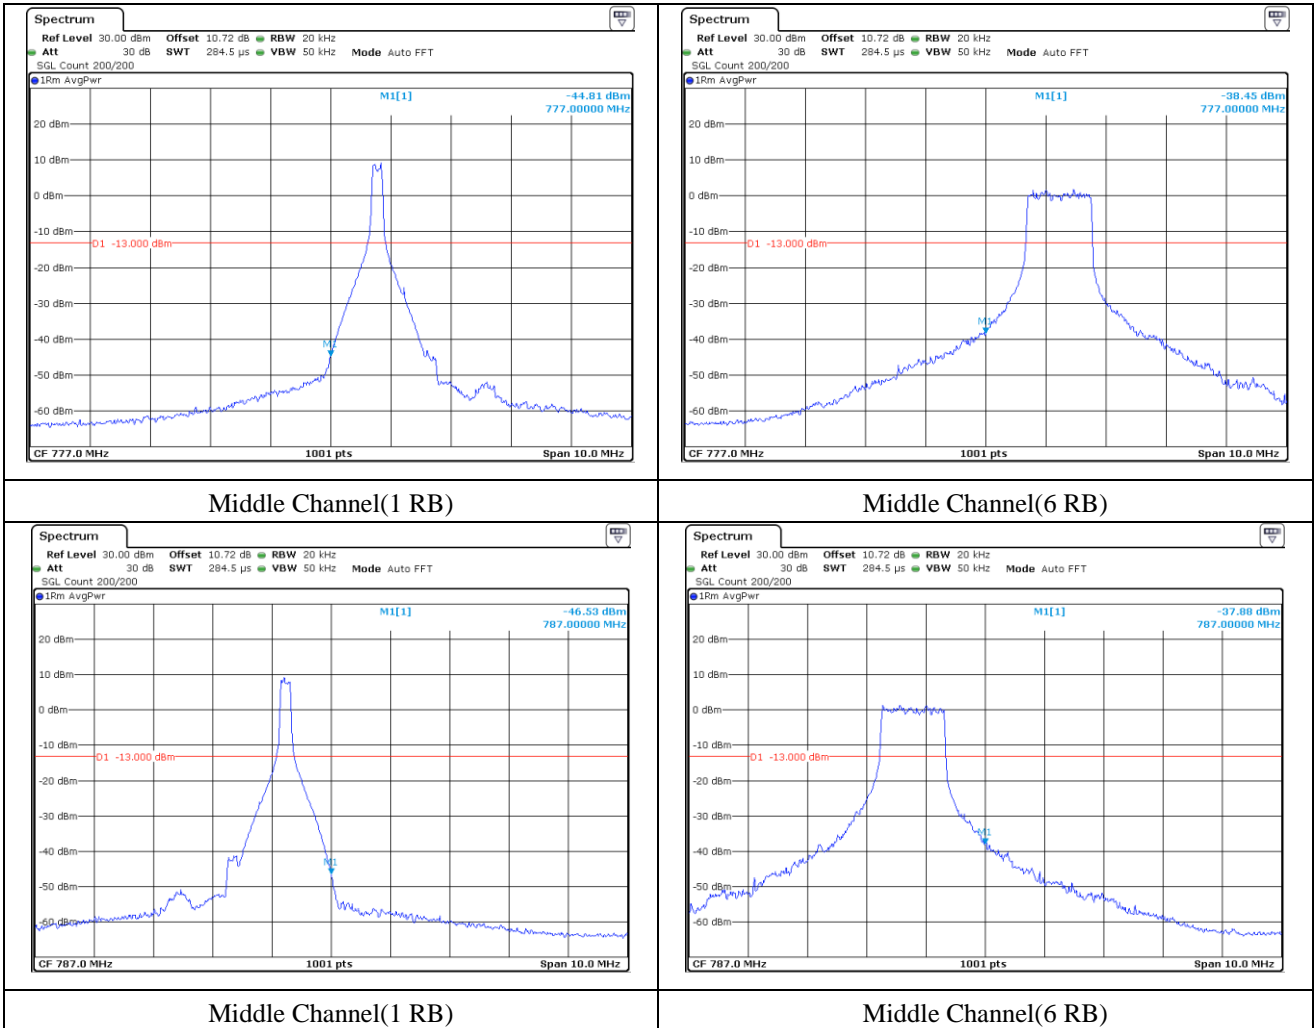 Spectrum
Ref Level 30.00 dBm Offset 10.72 dB RBW 20 kHz
Att 30 dB SWT 284.5 µs VBW 50 kHz Mode Auto FFT
SGL Count 200/200
1Rm AvgPwr
M1[1] -44.81 dBm
777.00000 MHz
20 dBm
10 dBm
0 dBm
-10 dBm
D1 -13.000 dBm
-20 dBm
-30 dBm
M1
-40 dBm
-50 dBm
-60 dBm
CF 777.0 MHz 1001 pts Span 10.0 MHz
Middle Channel(1 RB)
Spectrum
Ref Level 30.00 dBm Offset 10.72 dB RBW 20 kHz
Att 30 dB SWT 284.5 µs VBW 50 kHz Mode Auto FFT
SGL Count 200/200
1Rm AvgPwr
M1[1] -38.45 dBm
777.00000 MHz
20 dBm
10 dBm
0 dBm
-10 dBm
D1 -13.000 dBm
-20 dBm
-30 dBm
M1
-40 dBm
-50 dBm
-60 dBm
CF 777.0 MHz 1001 pts Span 10.0 MHz
Middle Channel(6 RB)
Spectrum
Ref Level 30.00 dBm Offset 10.72 dB RBW 20 kHz
Att 30 dB SWT 284.5 µs VBW 50 kHz Mode Auto FFT
SGL Count 200/200
1Rm AvgPwr
M1[1] -46.53 dBm
787.00000 MHz
20 dBm
10 dBm
0 dBm
-10 dBm
D1 -13.000 dBm
-20 dBm
-30 dBm
-40 dBm
M1
-50 dBm
-60 dBm
CF 787.0 MHz 1001 pts Span 10.0 MHz
Middle Channel(1 RB)
Spectrum
Ref Level 30.00 dBm Offset 10.72 dB RBW 20 kHz
Att 30 dB SWT 284.5 µs VBW 50 kHz Mode Auto FFT
SGL Count 200/200
1Rm AvgPwr
M1[1] -37.88 dBm
787.00000 MHz
20 dBm
10 dBm
0 dBm
-10 dBm
D1 -13.000 dBm
-20 dBm
-30 dBm
M1
-40 dBm
-50 dBm
-60 dBm
CF 787.0 MHz 1001 pts Span 10.0 MHz
Middle Channel(6 RB)